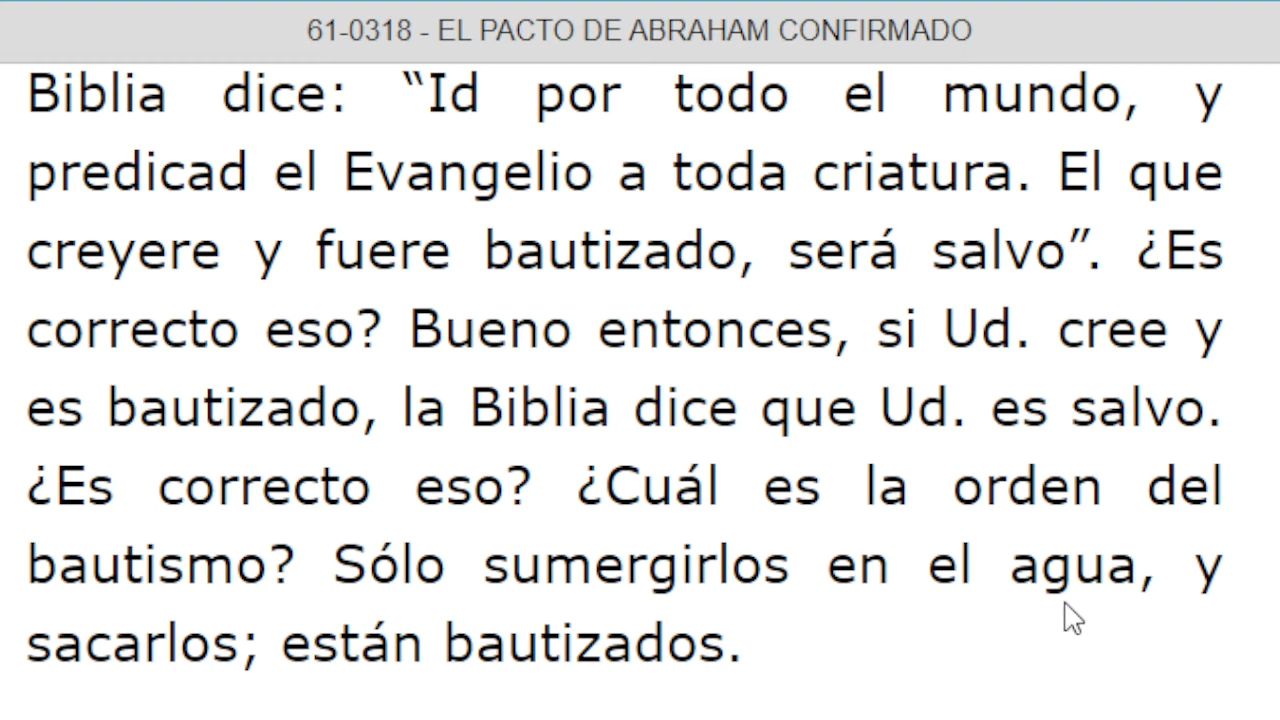 61-0318 - EL PACTO DE ABRAHAM CONFIRMADO
Biblia dice: “Id por todo el mundo, y
predicad el Evangelio a toda criatura. El que
creyere y fuere bautizado, será salvo”. ¿Es
correcto eso? Bueno entonces, si Ud. cree y
es bautizado, la Biblia dice que Ud. es salvo.
¿Es correcto eso? ¿Cuál es la orden del
bautismo? Sólo sumergirlos en el agua, y
sacarlos; están bautizados.